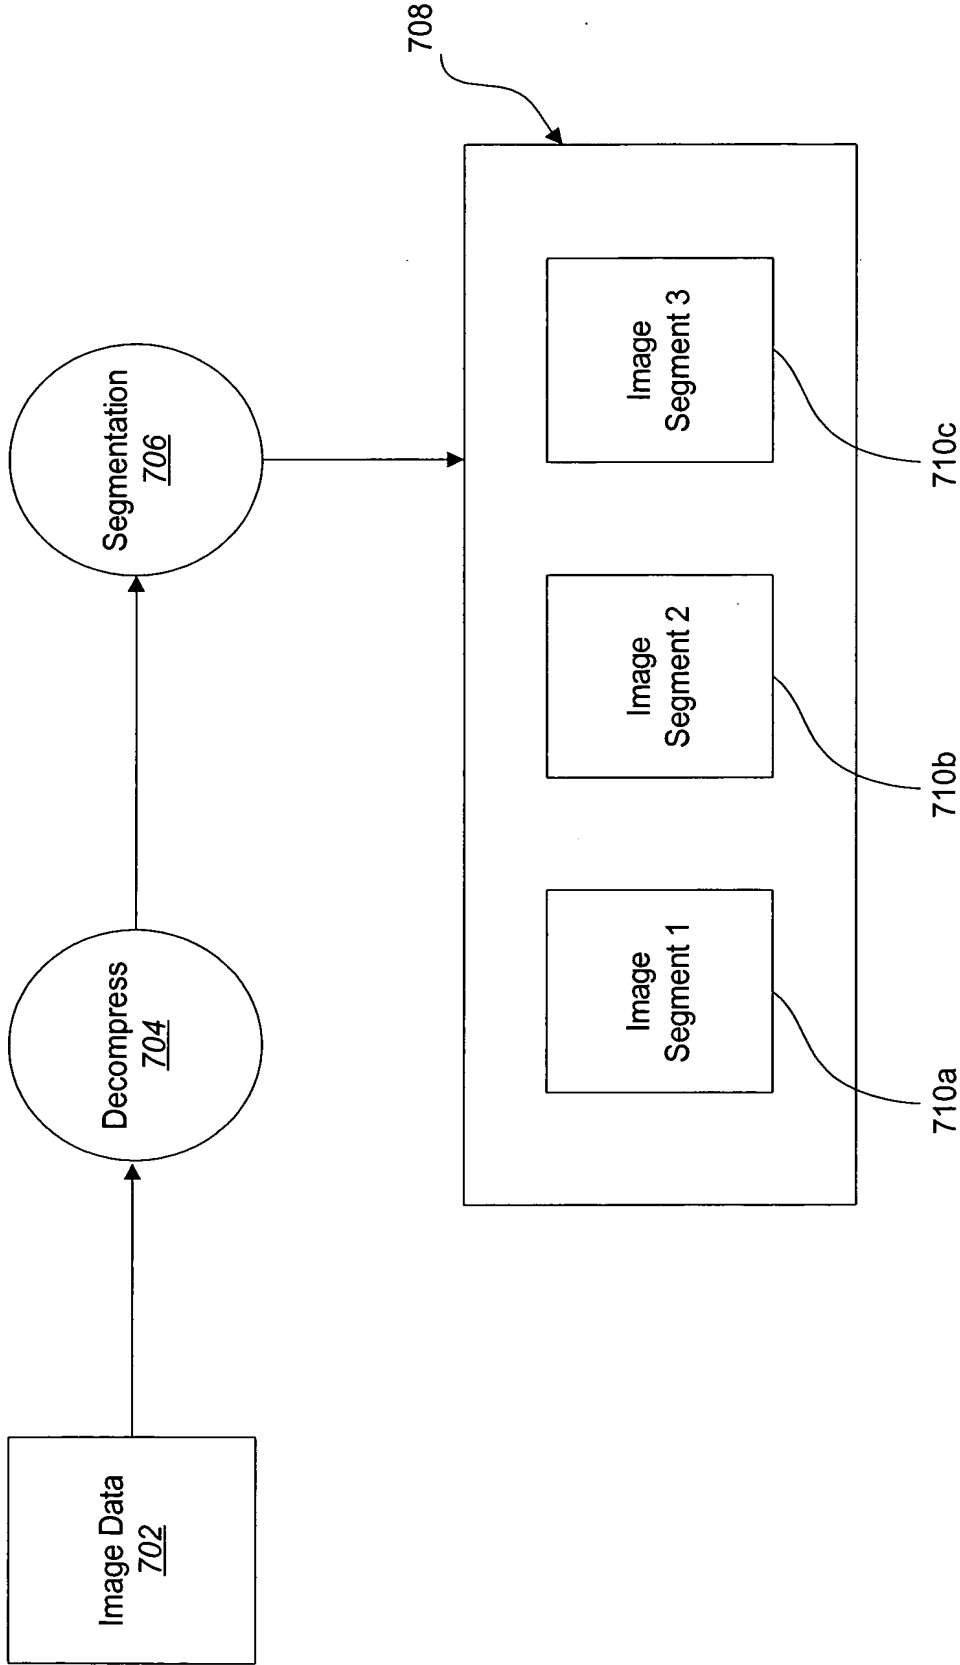 Image Data
702
Decompress
704
Segmentation
706
708
Image
Segment 1
Image
Segment 2
Image
Segment 3
710a
710b
710c